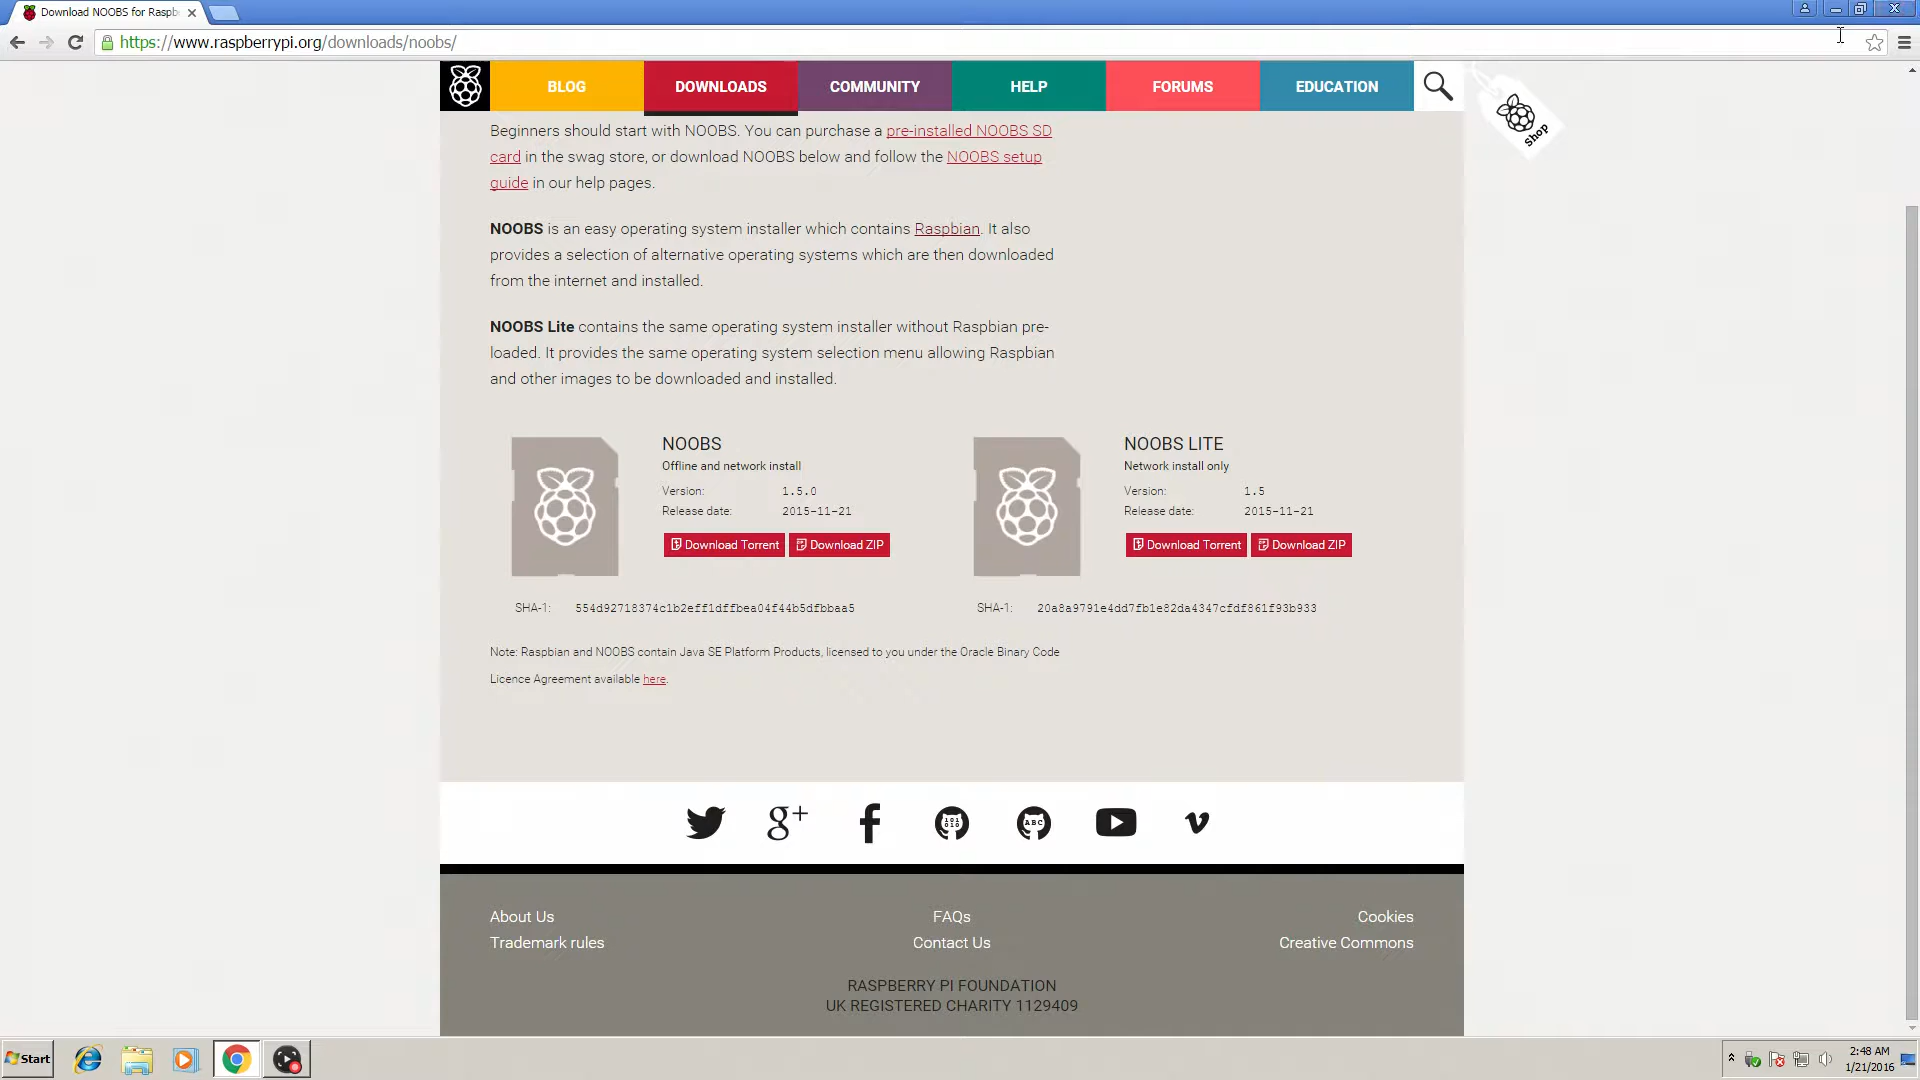 Download NOOBS for Raspb
https://www.raspberrypi.org/downloads/noobs/
BLOG
DOWNLOADS
COMMUNITY
HELP
FORUMS
EDUCATION
Shop
Beginners should start with NOOBS. You can purchase a pre-installed NOOBS SD
card in the swag store, or download NOOBS below and follow the NOOBS setup
guide in our help pages.
NOOBS is an easy operating system installer which contains Raspbian. It also
provides a selection of alternative operating systems which are then downloaded
from the internet and installed.
NOOBS Lite contains the same operating system installer without Raspbian pre-
loaded. It provides the same operating system selection menu allowing Raspbian
and other images to be downloaded and installed.
NOOBS
Offline and network install
Version: 1.5.0
Release date: 2015-11-21
Download Torrent Download ZIP
SHA-1: 554d92718374c1b2eff1dffbea04f44b5dfbbaa5
NOOBS LITE
Network install only
Version: 1.5
Release date: 2015-11-21
Download Torrent Download ZIP
SHA-1: 20a8a9791e4dd7fb1e82da4347cfdf861f93b933
Note: Raspbian and NOOBS contain Java SE Platform Products, licensed to you under the Oracle Binary Code
Licence Agreement available here.
g+
101
010
ABC
About Us
FAQs
Cookies
Trademark rules
Contact Us
Creative Commons
RASPBERRY PI FOUNDATION
UK REGISTERED CHARITY 1129409
Start
2:48 AM
1/21/2016